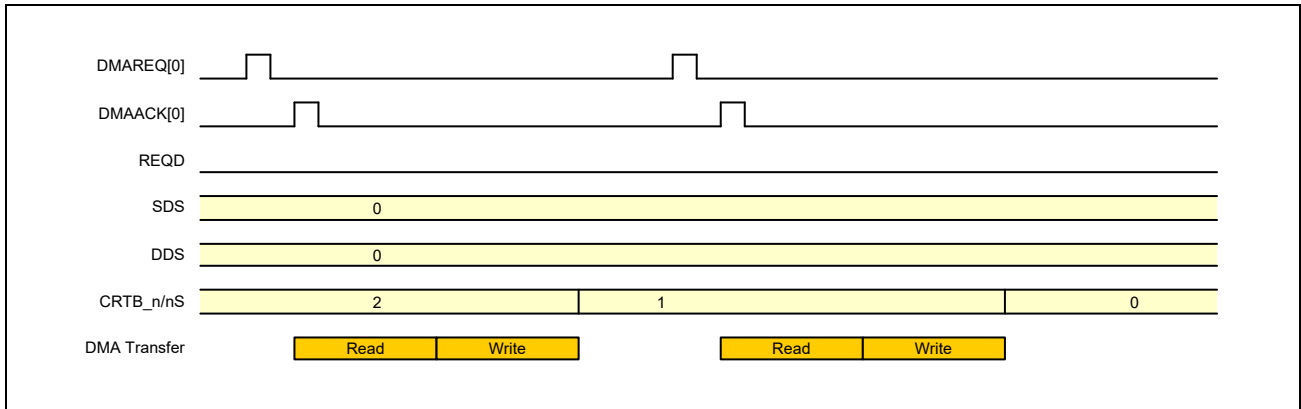 DMAREQ[0]
DMAACK[0]
REQD
SDS 0
DDS 0
CRTB_n/nS 2 1 0
DMA Transfer Read Write Read Write